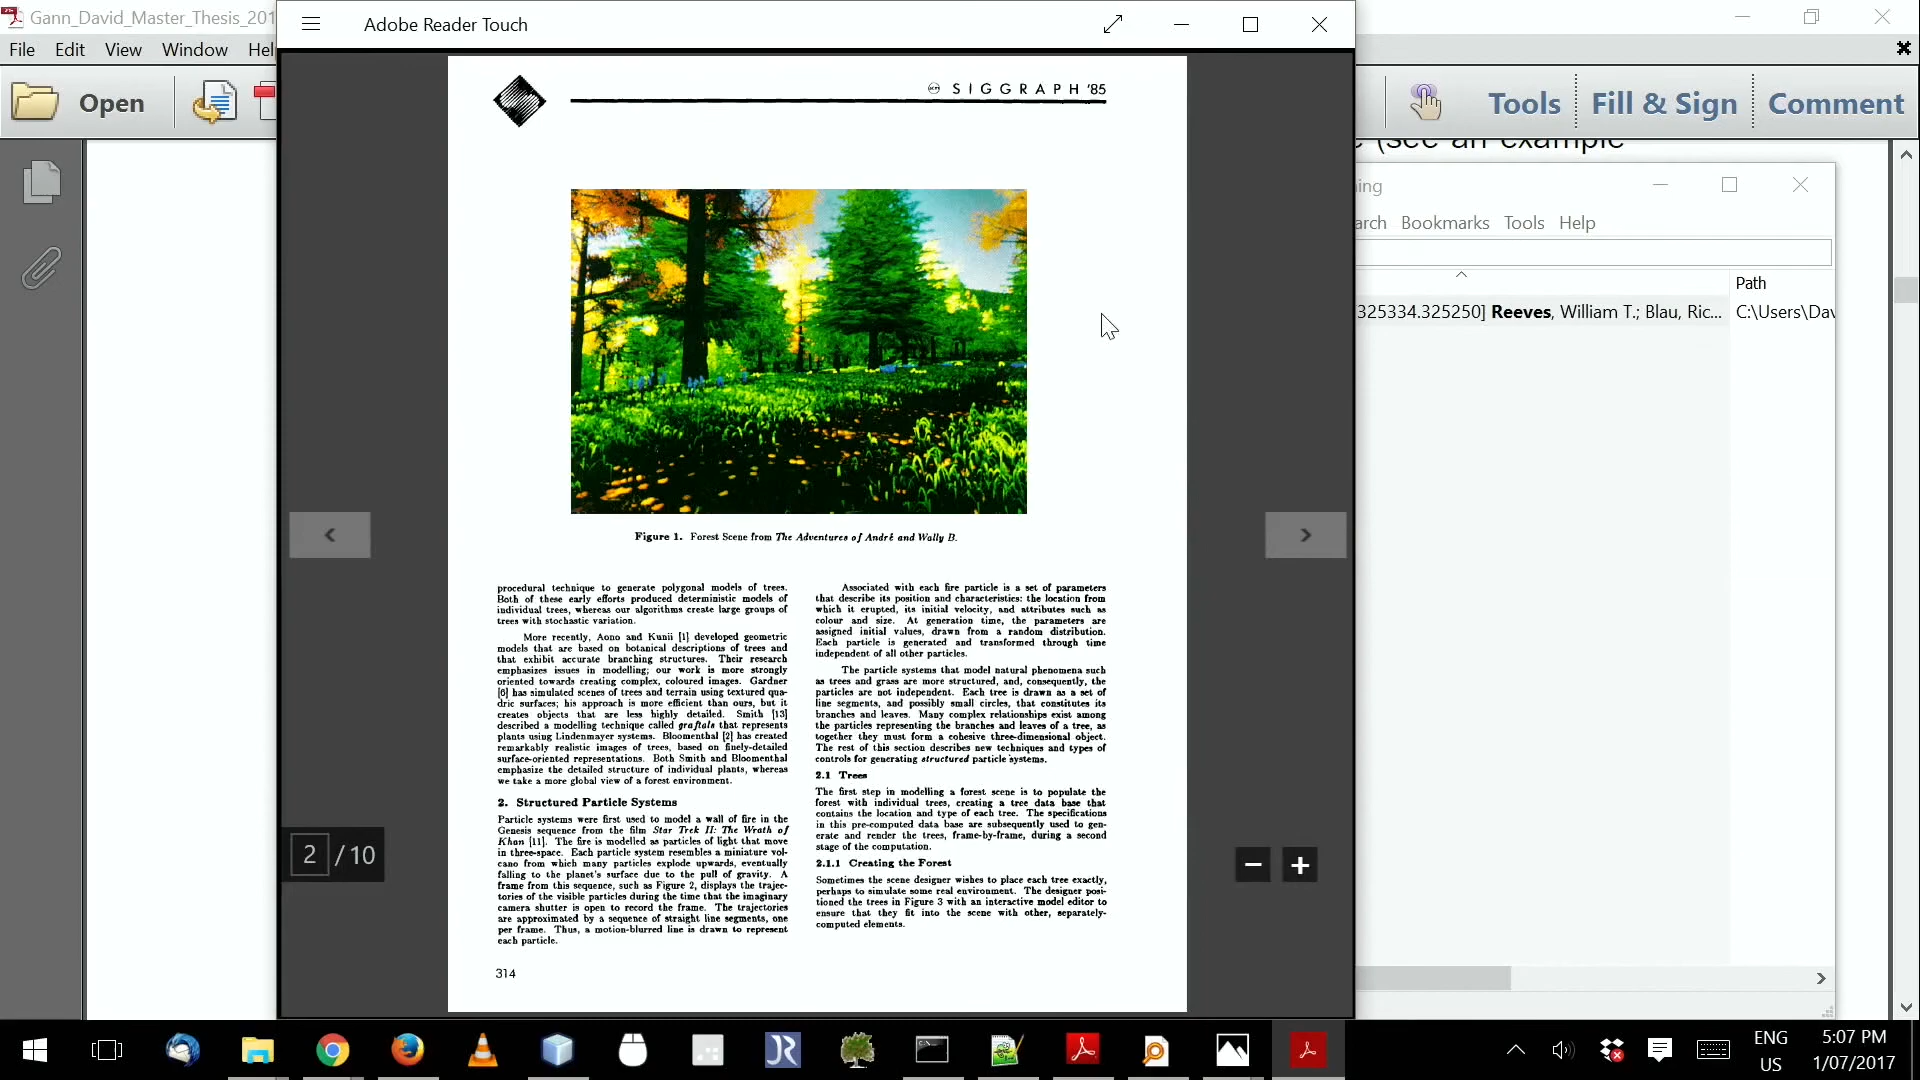 Gann_David_Master_Thesis_201
Adobe Reader Touch
File Edit View Window Hel
Open
Tools Fill & Sign Comment
SIGGRAPH '85
(see an example
ing
arch Bookmarks Tools Help
Path
325334.325250] Reeves, William T.; Blau, Ric... C:\Users\Dav
Figure 1. Forest Scene from The Adventures of André and Wally B.
procedural technique to generate polygonal models of trees.
Both of these early efforts produced deterministic models of
individual trees, whereas our algorithms create large groups of
trees with stochastic variation.
More recently, Aono and Kunii [1] developed geometric
models that are based on botanical descriptions of trees and
that exhibit accurate branching structures. Their research
emphasizes issues in modelling; our work is more strongly
oriented towards creating complex, coloured images. Gardner
[6] has simulated scenes of trees and terrain using textured qua-
dric surfaces; his approach is more efficient than ours, but it
creates objects that are less highly detailed. Smith [13]
described a modelling technique called graftals that represents
plants using Lindenmayer systems. Bloomenthal [2] has created
remarkably realistic images of trees, based on finely-detailed
surface-oriented representations. Both Smith and Bloomenthal
emphasize the detailed structure of individual plants, whereas
we take a more global view of a forest environment.
2. Structured Particle Systems
Particle systems were first used to model a wall of fire in the
Genesis sequence from the film Star Trek II: The Wrath of
Khan [11]. The fire is modelled as particles of light that move
in three-space. Each particle system resembles a miniature vol-
cano from which many particles explode upwards, eventually
falling to the planet's surface due to the pull of gravity. A
frame from this sequence, such as Figure 2, displays the trajec-
tories of the visible particles during the time that the imaginary
camera shutter is open to record the frame. The trajectories
are approximated by a sequence of straight line segments, one
per frame. Thus, a motion-blurred line is drawn to represent
each particle.
314
Associated with each fire particle is a set of parameters
that describe its position and characteristics: the location from
which it erupted, its initial velocity, and attributes such as
colour and size. At generation time, the parameters are
assigned initial values, drawn from a random distribution.
Each particle is generated and transformed through time
independent of all other particles.
The particle systems that model natural phenomena such
as trees and grass are more structured, and, consequently, the
particles are not independent. Each tree is drawn as a set of
line segments, and possibly small circles, that constitutes its
branches and leaves. Many complex relationships exist among
the particles representing the branches and leaves of a tree, as
together they must form a cohesive three-dimensional object.
The rest of this section describes new techniques and types of
controls for generating structured particle systems.
2.1 Trees
The first step in modelling a forest scene is to populate the
forest with individual trees, creating a tree data base that
contains the location and type of each tree. The specifications
in this pre-computed data base are subsequently used to gen-
erate and render the trees, frame-by-frame, during a second
stage of the computation.
2.1.1 Creating the Forest
Sometimes the scene designer wishes to place each tree exactly,
perhaps to simulate some real environment. The designer posi-
tioned the trees in Figure 3 with an interactive model editor to
ensure that they fit into the scene with other, separately-
computed elements.
2 / 10
ENG
US
5:07 PM
1/07/2017